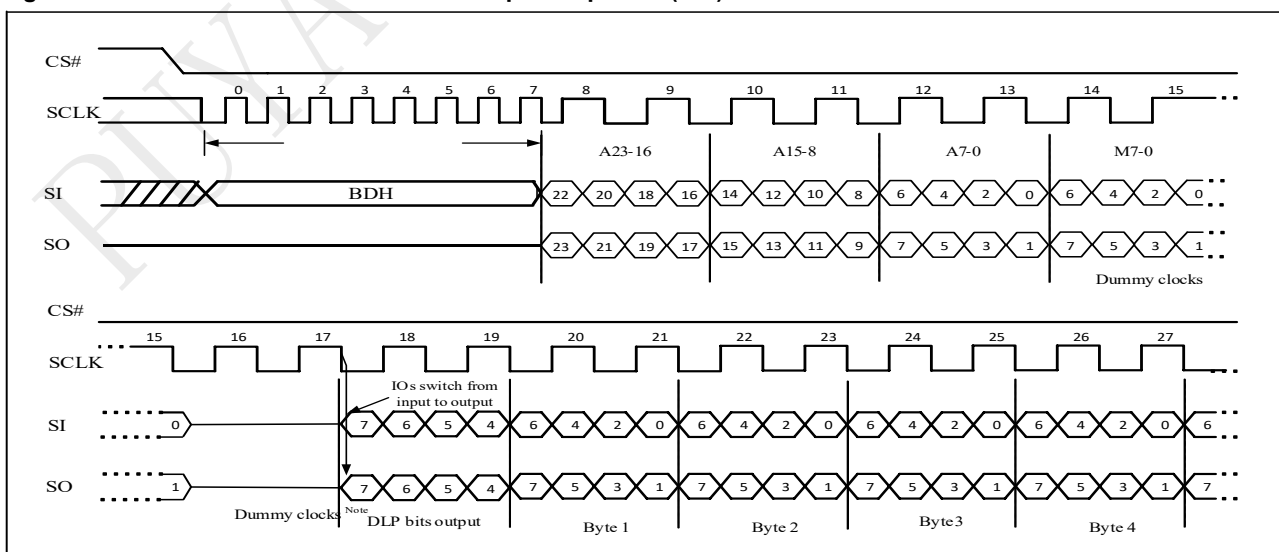 PUYA
CS#
0 1 2 3 4 5 6 7 8 9 10 11 12 13 14 15
SCLK
A23-16 A15-8 A7-0 M7-0
SI BDH 22 20 18 16 14 12 10 8 6 4 2 0 6 4 2 0
SO 23 21 19 17 15 13 11 9 7 5 3 1 7 5 3 1
Dummy clocks
CS#
15 16 17 18 19 20 21 22 23 24 25 26 27
SCLK
IOs switch from
input to output
SI 0 7 6 5 4 6 4 2 0 6 4 2 0 6 4 2 0 6 4 2 0 6
SO 1 7 6 5 4 7 5 3 1 7 5 3 1 7 5 3 1 7 5 3 1 7
Dummy clocks Note DLP bits output Byte 1 Byte 2 Byte3 Byte 4